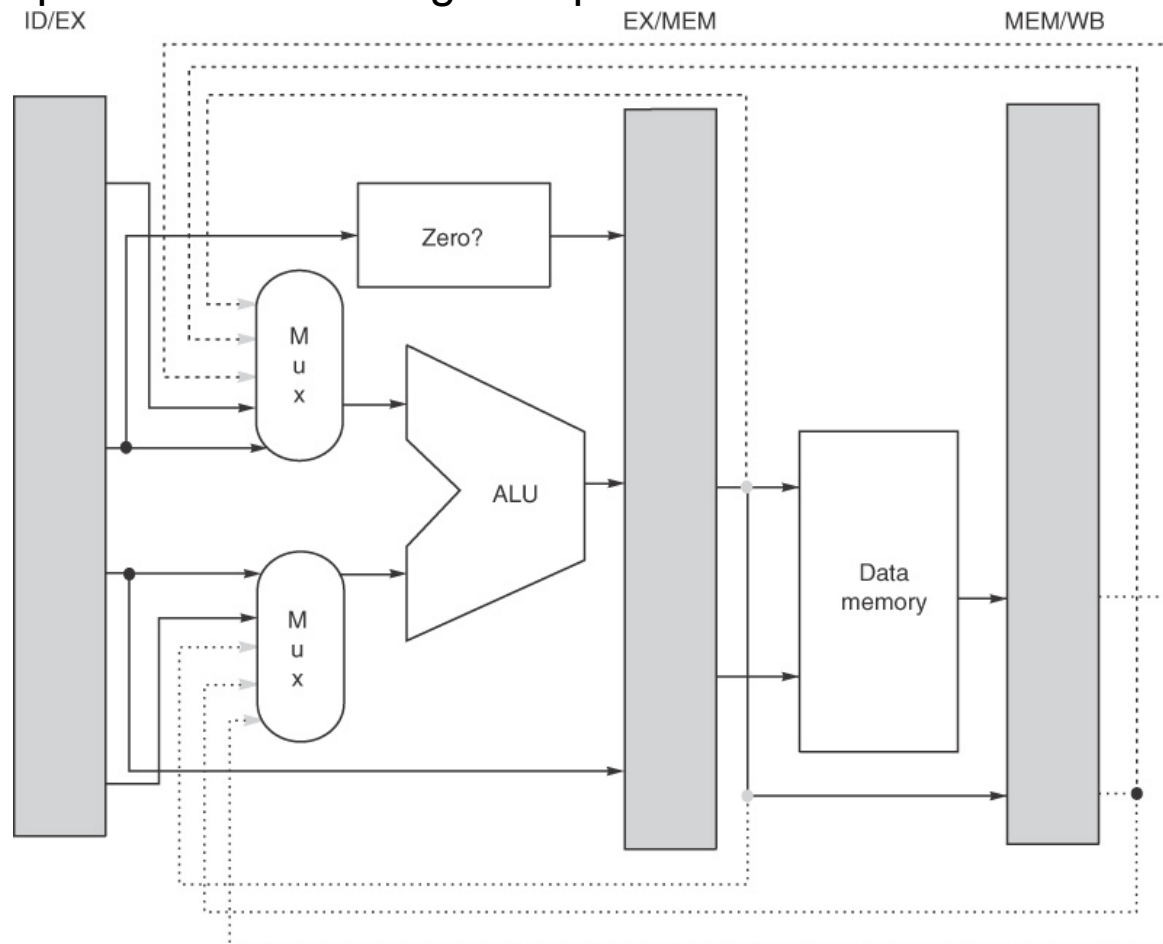 ID/EX
EX/MEM
MEM/WB
Zero?
M
u
x
ALU
M
u
x
Data
memory